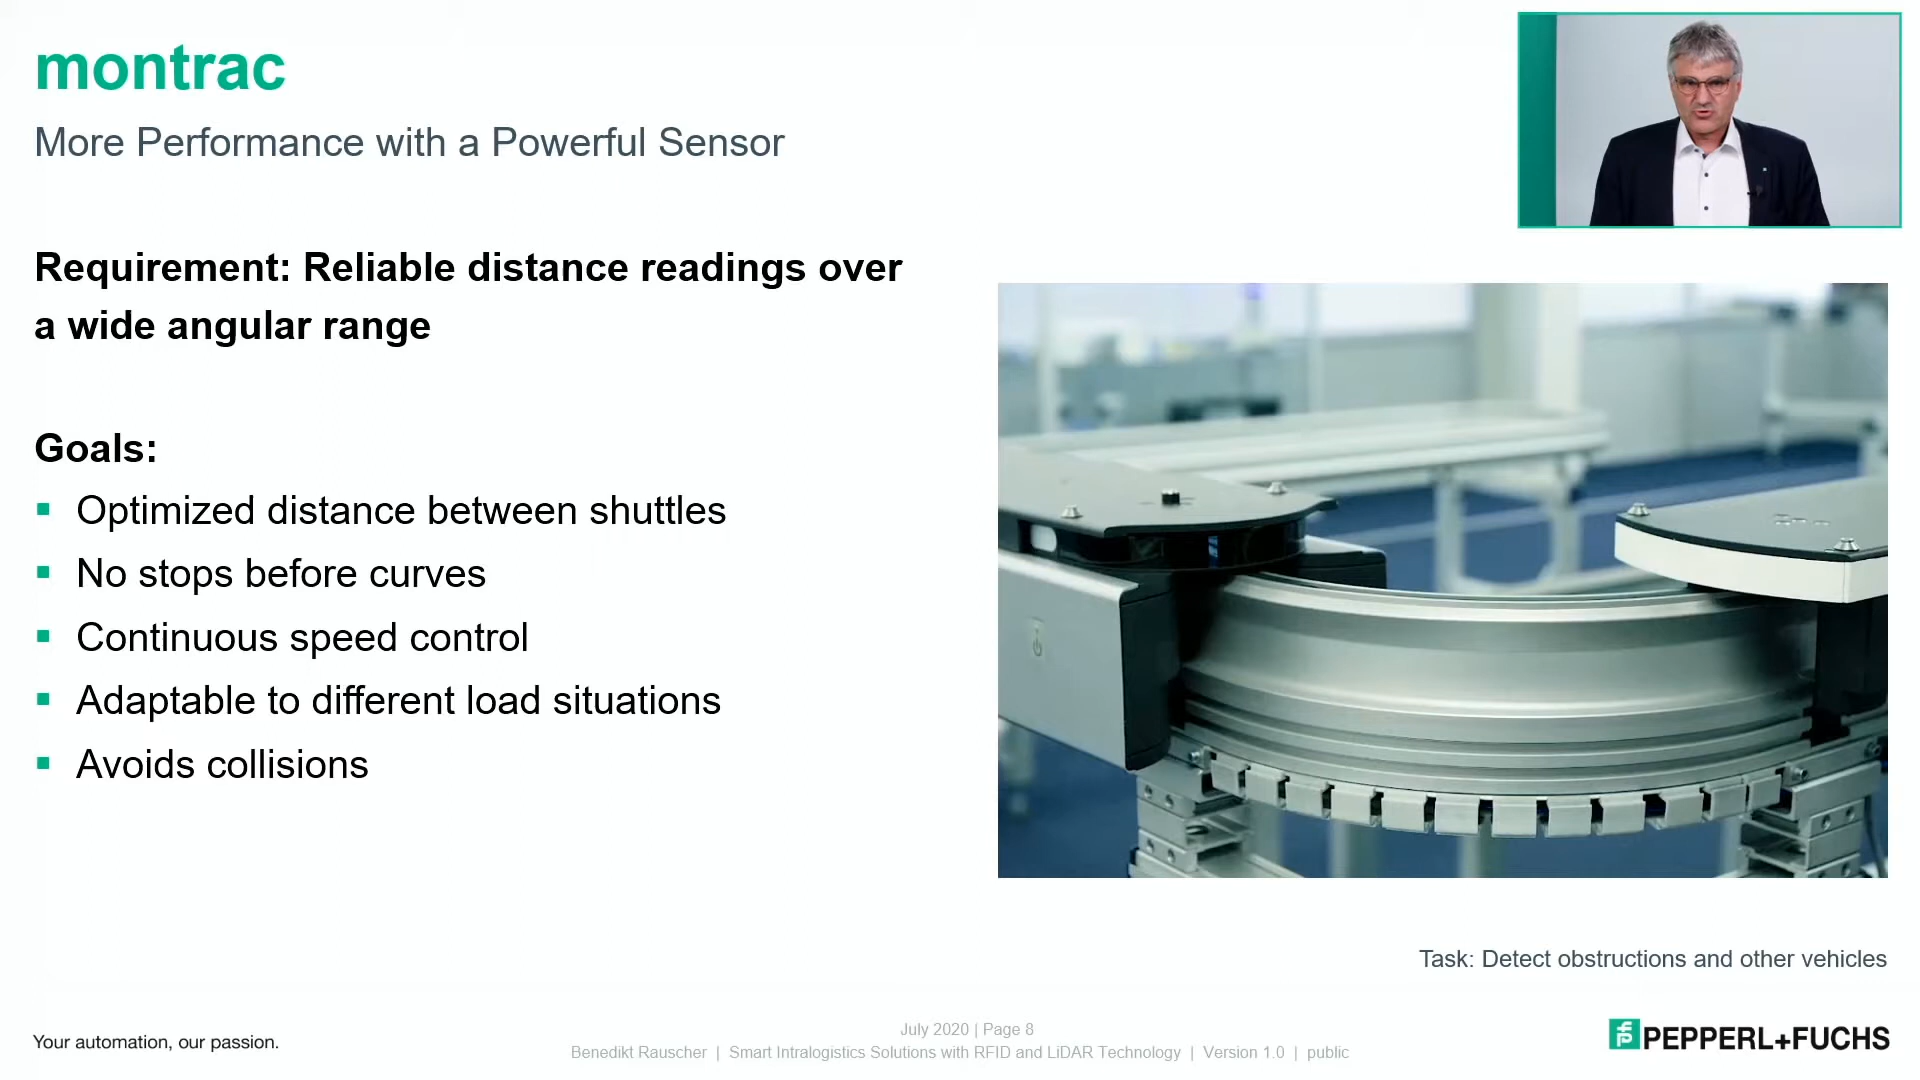 montrac
More Performance with a Powerful Sensor
Requirement: Reliable distance readings over
a wide angular range
Goals:
▪ Optimized distance between shuttles
▪ No stops before curves
▪ Continuous speed control
▪ Adaptable to different load situations
▪ Avoids collisions
Task: Detect obstructions and other vehicles
Your automation, our passion.
July 2020 | Page 8
Benedikt Rauscher | Smart Intralogistics Solutions with RFID and LiDAR Technology | Version 1.0 | public
PEPPERL+FUCHS